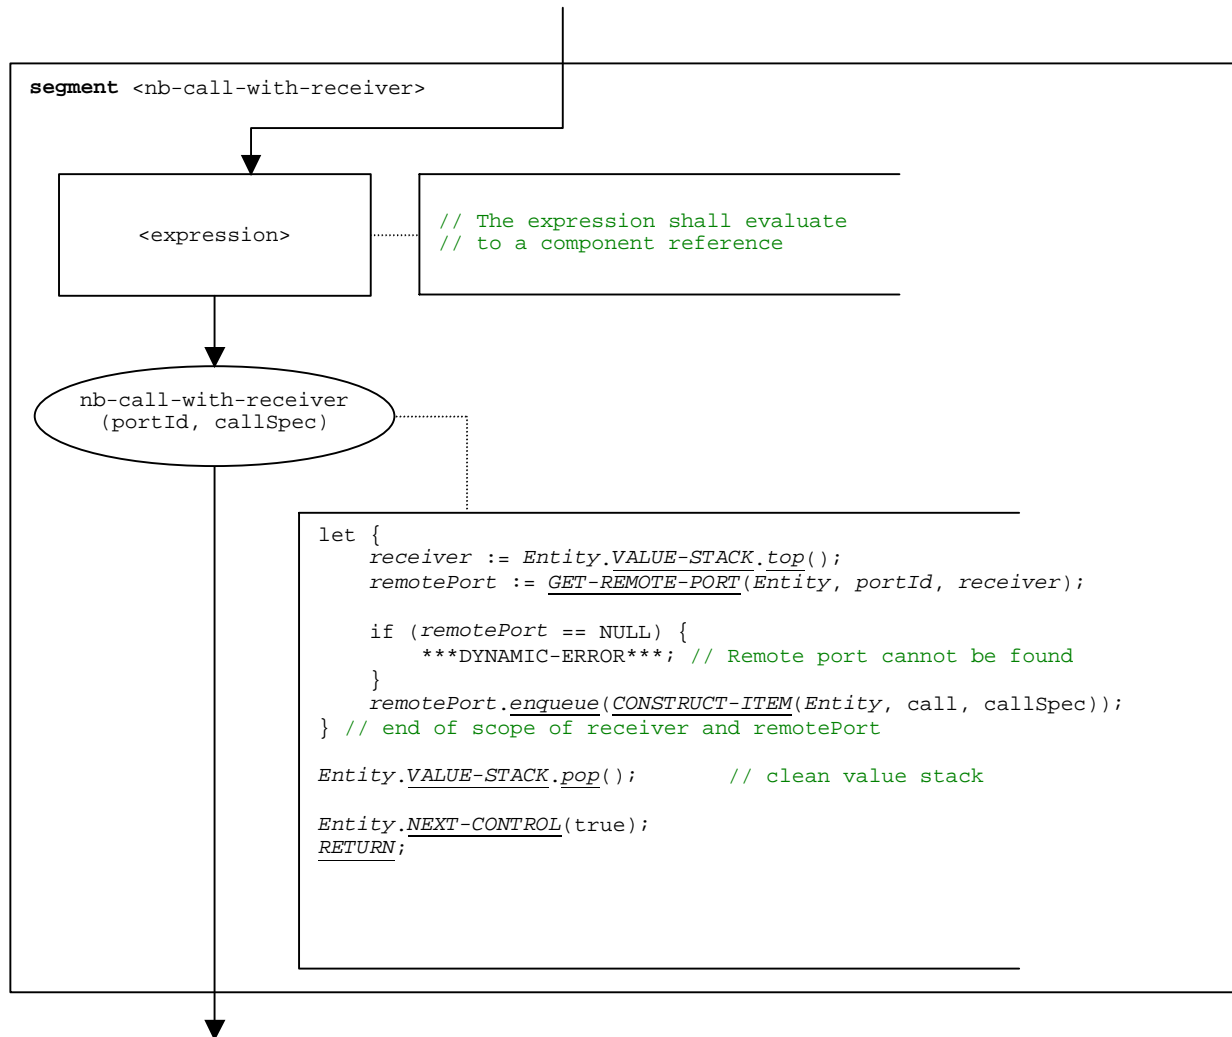 segment <nb-call-with-receiver>
<expression>
// The expression shall evaluate
// to a component reference
nb-call-with-receiver
(portId, callSpec)
let {
    receiver := Entity.VALUE-STACK.top();
    remotePort := GET-REMOTE-PORT(Entity, portId, receiver);
    if (remotePort == NULL) {
        ***DYNAMIC-ERROR***; // Remote port cannot be found
    }
    remotePort.enqueue(CONSTRUCT-ITEM(Entity, call, callSpec));
} // end of scope of receiver and remotePort
Entity.VALUE-STACK.pop();     // clean value stack
Entity.NEXT-CONTROL(true);
RETURN;